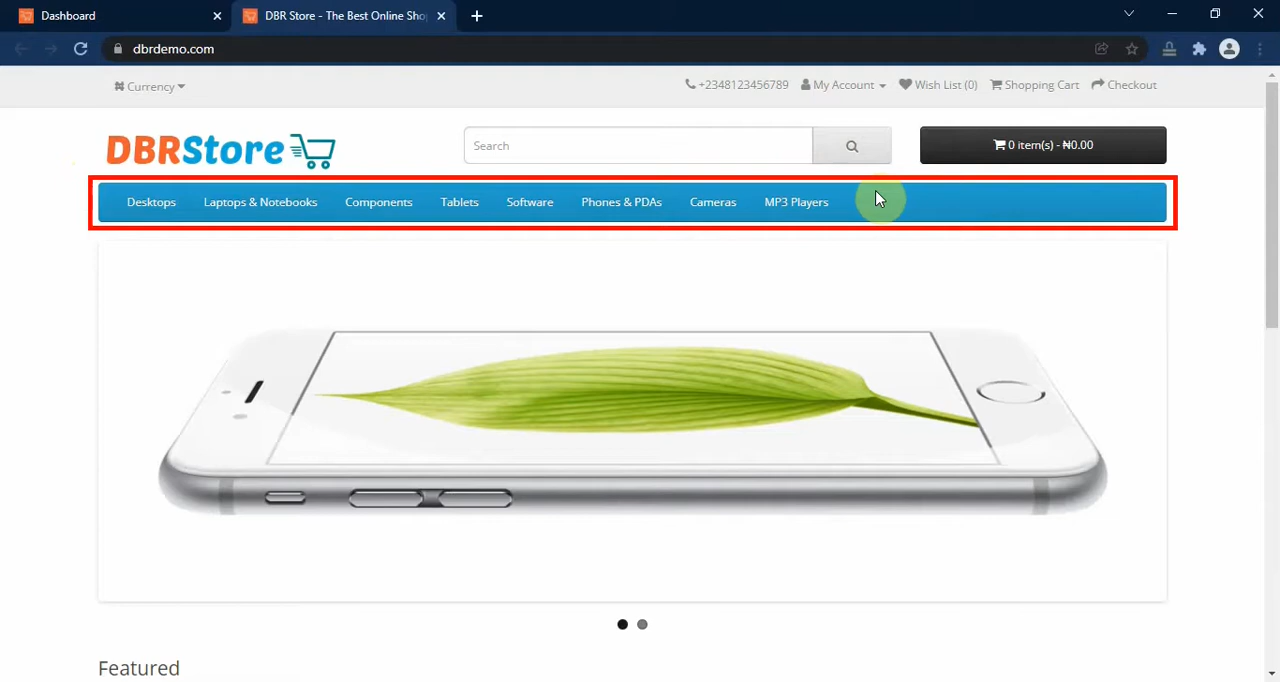 Dashboard
DBR Store - The Best Online Sho
dbrdemo.com
Currency
+2348123456789 My Account Wish List (0) Shopping Cart Checkout
DBRStore
Search
0 item(s) - ₦0.00
Desktops Laptops & Notebooks Components Tablets Software Phones & PDAs Cameras MP3 Players
Featured